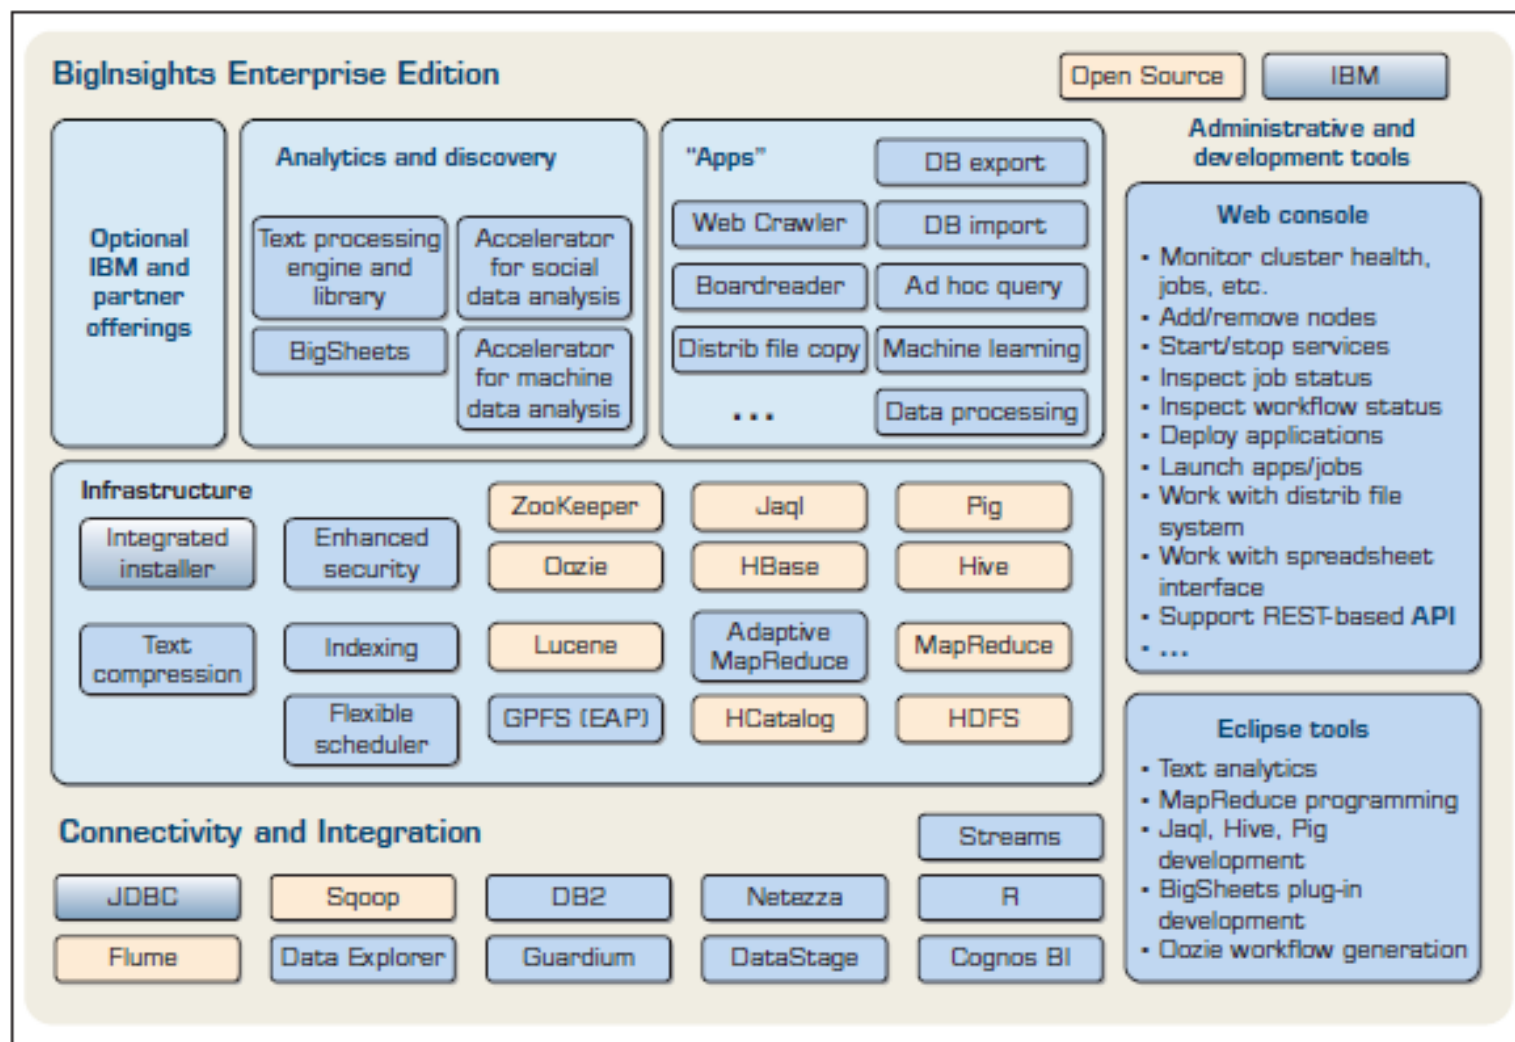 BigInsights Enterprise Edition
Open Source
IBM
Optional
IBM and
partner
offerings
Analytics and discovery
Text processing
engine and
library
Accelerator
for social
data analysis
BigSheets
Accelerator
for machine
data analysis
"Apps"
DB export
Web Crawler
DB import
Boardreader
Ad hoc query
Distrib file copy
Machine learning
...
Data processing
Administrative and
development tools
Web console
▪ Monitor cluster health,
jobs, etc.
▪ Add/remove nodes
▪ Start/stop services
▪ Inspect job status
▪ Inspect workflow status
▪ Deploy applications
▪ Launch apps/jobs
▪ Work with distrib file
system
▪ Work with spreadsheet
interface
▪ Support REST-based API
▪ ...
Infrastructure
Integrated
installer
Enhanced
security
ZooKeeper
Jaql
Pig
Oozie
HBase
Hive
Text
compression
Indexing
Lucene
Adaptive
MapReduce
MapReduce
Flexible
scheduler
GPFS (EAP)
HCatalog
HDFS
Eclipse tools
▪ Text analytics
▪ MapReduce programming
▪ Jaql, Hive, Pig
development
▪ BigSheets plug-in
development
▪ Oozie workflow generation
Connectivity and Integration
Streams
JDBC
Sqoop
DB2
Netezza
R
Flume
Data Explorer
Guardium
DataStage
Cognos BI